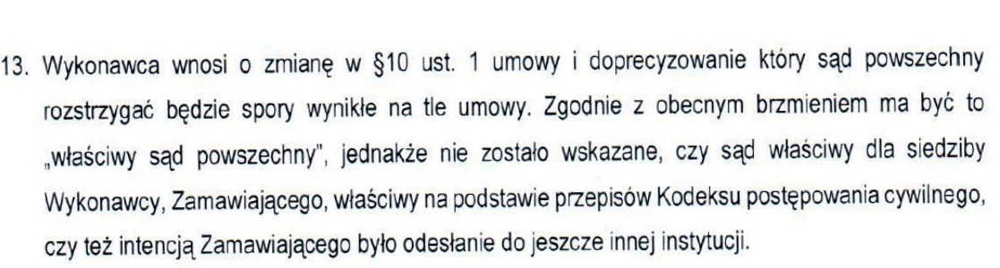 13. Wykonawca wnosi o zmianę w §10 ust. 1 umowy i doprecyzowanie który sąd powszechny
rozstrzygać będzie spory wynikłe na tle umowy. Zgodnie z obecnym brzmieniem ma być to
„właściwy sąd powszechny”, jednakże nie zostało wskazane, czy sąd właściwy dla siedziby
Wykonawcy, Zamawiającego, właściwy na podstawie przepisów Kodeksu postępowania cywilnego,
czy też intencją Zamawiającego było odesłanie do jeszcze innej instytucji.